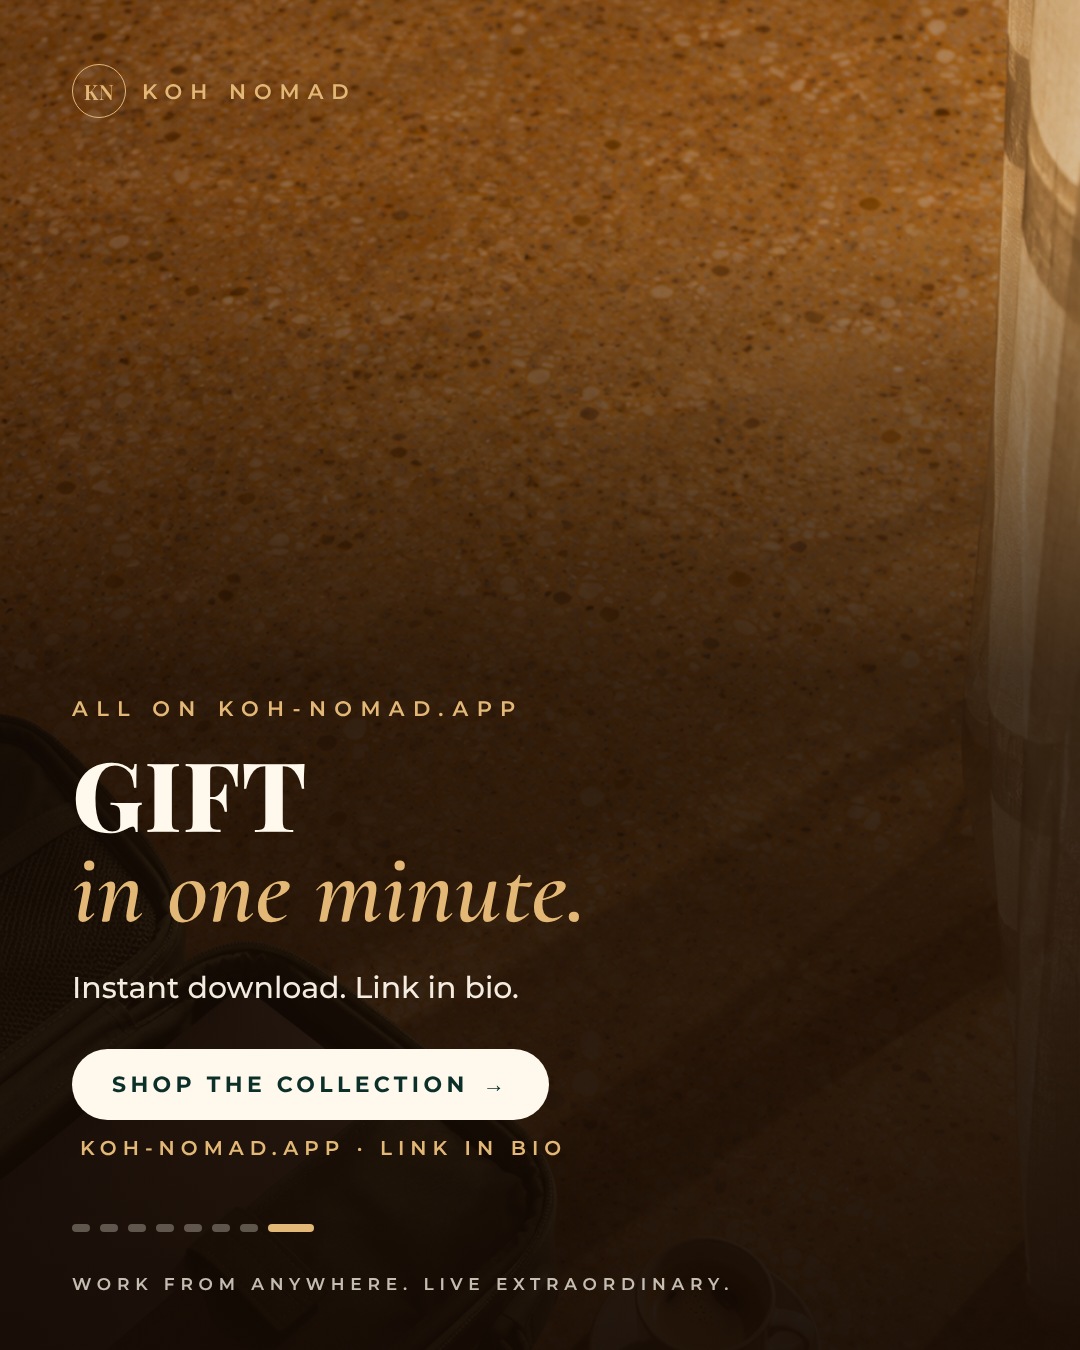 KN KOH NOMAD
ALL ON KOH-NOMAD.APP
GIFT
in one minute.
Instant download. Link in bio.
SHOP THE COLLECTION →
KOH-NOMAD.APP · LINK IN BIO
WORK FROM ANYWHERE. LIVE EXTRAORDINARY.